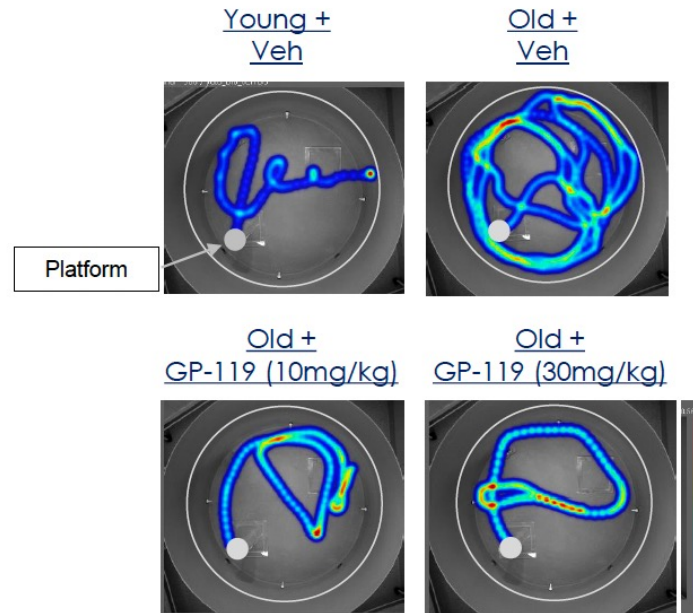 Young +
Veh
Old +
Veh
Platform
Old +
GP-119 (10mg/kg)
Old +
GP-119 (30mg/kg)